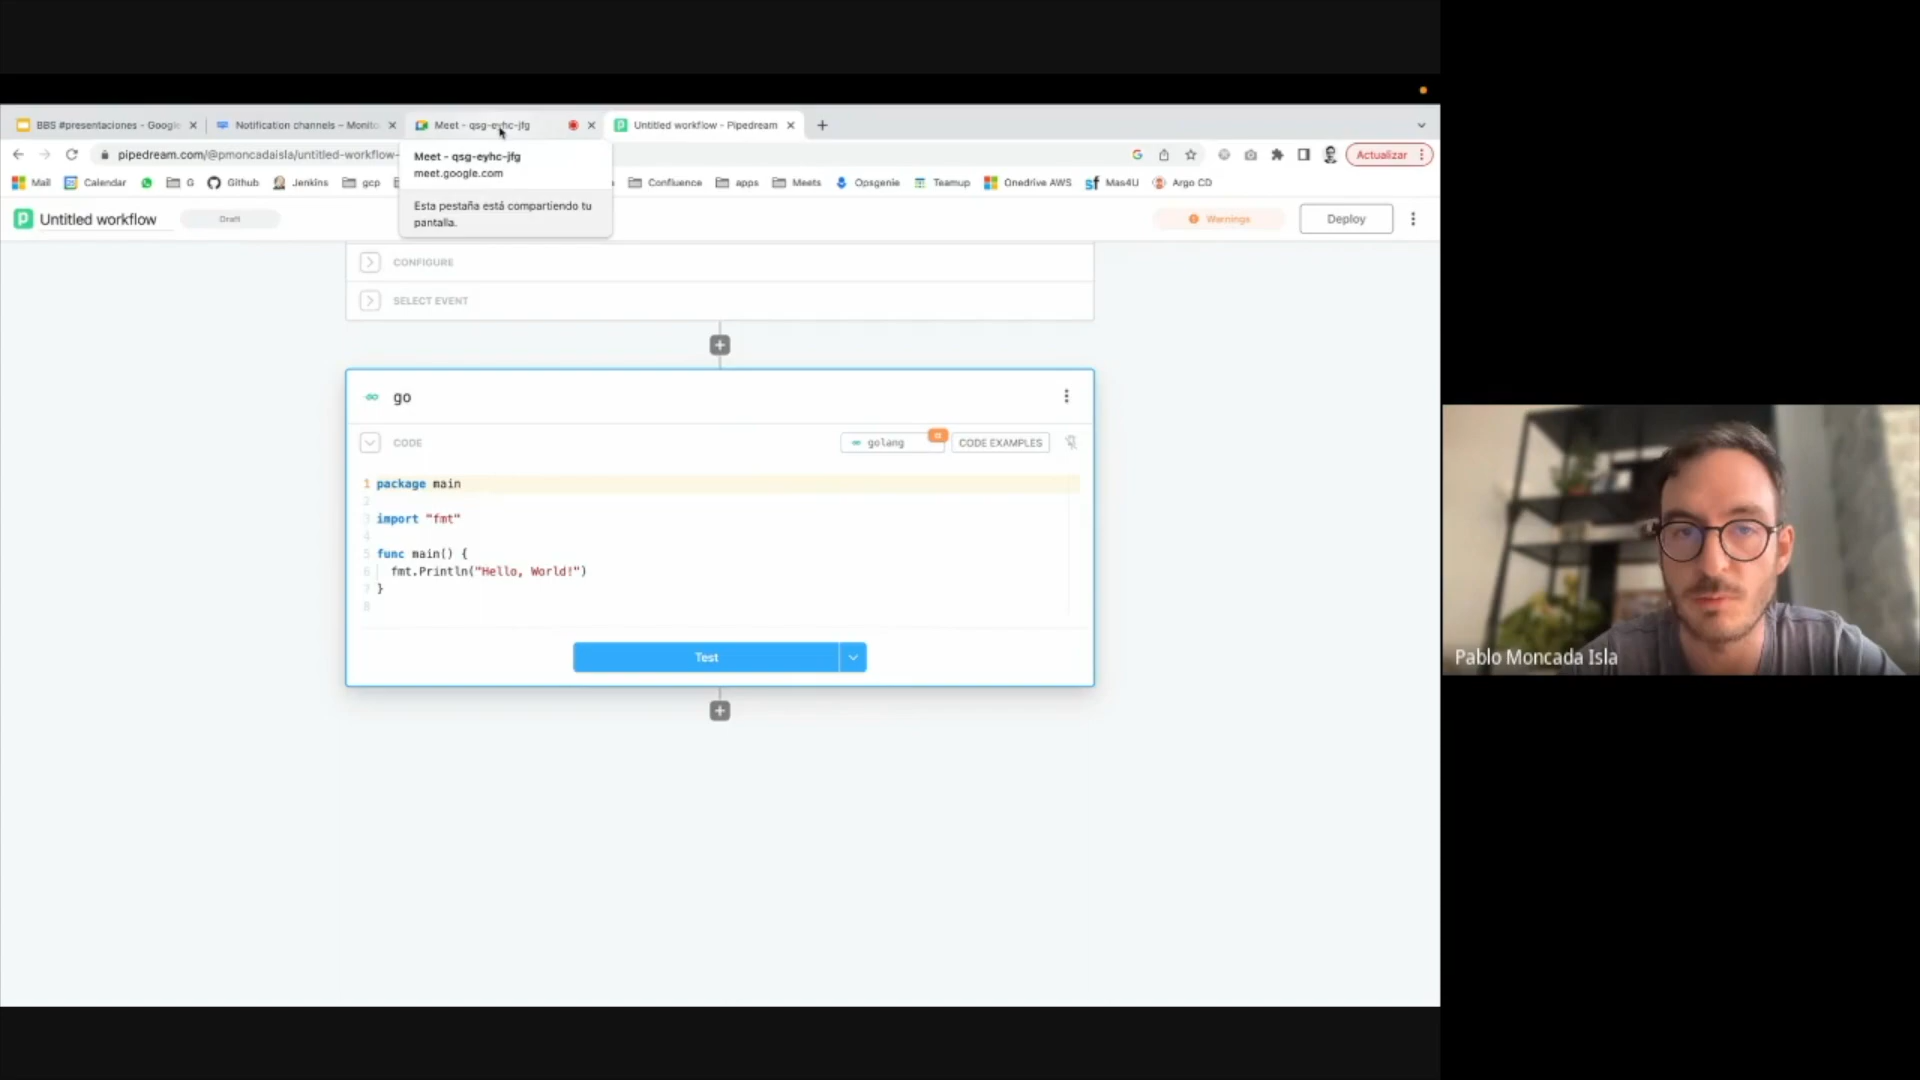 BBS #presentaciones - Google
Notification channels – Monito
Meet - qsg-eyhc-jfg
Untitled workflow - Pipedream
pipedream.com/@pmoncadaisla/untitled-workflow-
Actualizar
Meet - qsg-eyhc-jfg
meet.google.com
Esta pestaña está compartiendo tu
pantalla.
Mail
Calendar
G
Github
Jenkins
gcp
Confluence
apps
Meets
Opsgenie
Teamup
Onedrive AWS
Mas4U
Argo CD
Untitled workflow
Draft
Warnings
Deploy
CONFIGURE
SELECT EVENT
go
CODE
golang
α
CODE EXAMPLES
1 package main
2
3 import "fmt"
4
5 func main() {
6 fmt.Println("Hello, World!")
7 }
8
Test
Pablo Moncada Isla